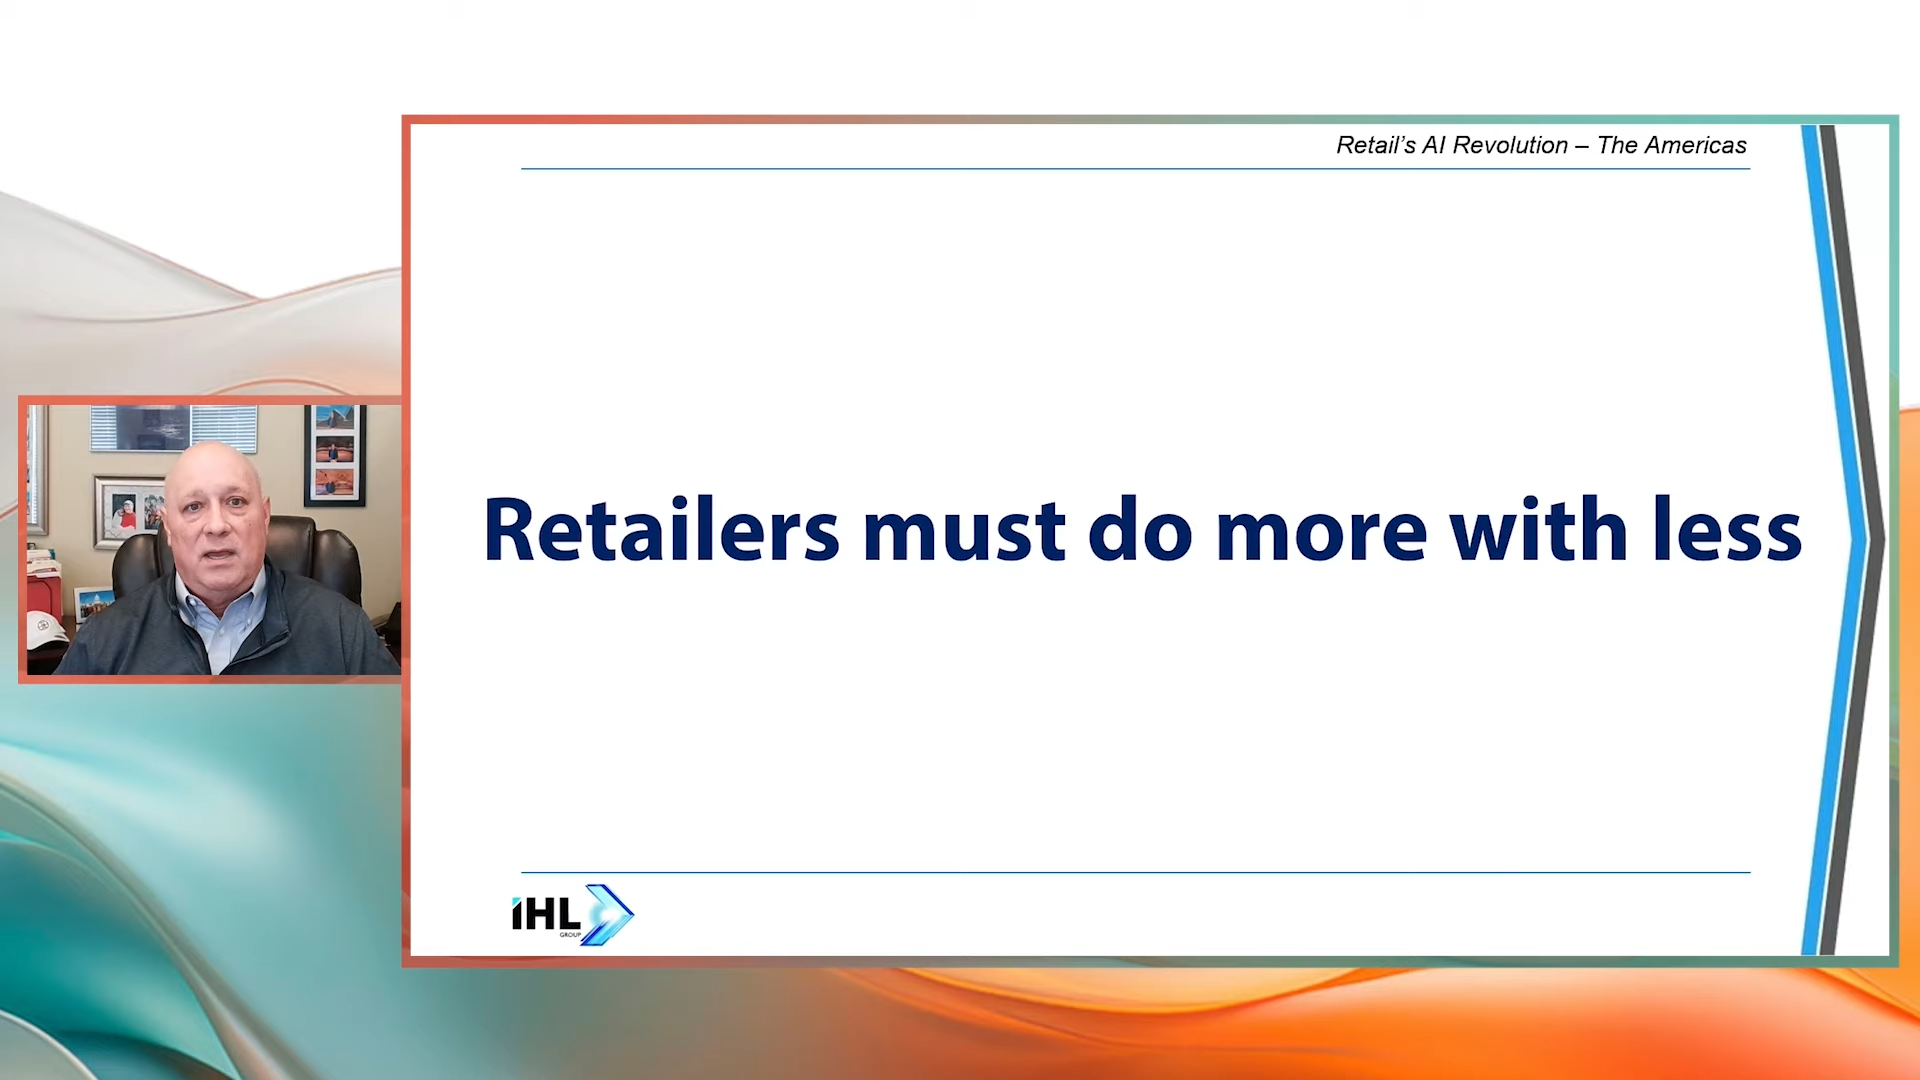 Retail's AI Revolution – The Americas
Retailers must do more with less
iHL
GROUP